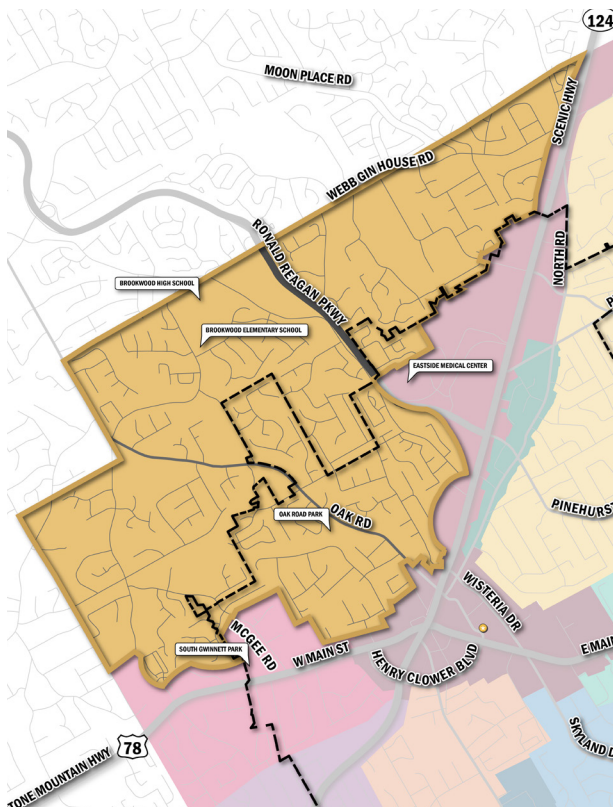 124
MOON PLACE RD
SCENIC HWY
WEBB GIN HOUSE RD
RONALD REAGAN PKWY
NORTH RD
BROOKWOOD HIGH SCHOOL
BROOKWOOD ELEMENTARY SCHOOL
EASTSIDE MEDICAL CENTER
PINEHURST
OAK ROAD PARK
OAK RD
WISTERIA DR
MCGEE RD
SOUTH GWINNETT PARK
W MAIN ST
HENRY CLOWER BLVD
E MAIN
78
SKYLAND D
TONE MOUNTAIN HWY